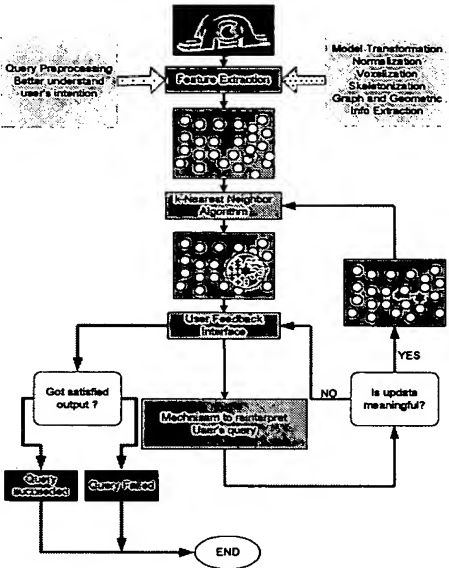 Query Preprocessing
Better understand
user's intention
Feature Extraction
Model Transformation
Normalization
Voxelization
Skeletonization
Graph and Geometric
Info Extraction
k-Nearest Neighbor
Algorithm
User Feedback
Interface
YES
NO
Got satisfied
output ?
Mechnism to reinterpret
User's query
Is update
meaningful?
Query
succeeded
Query Failed
END